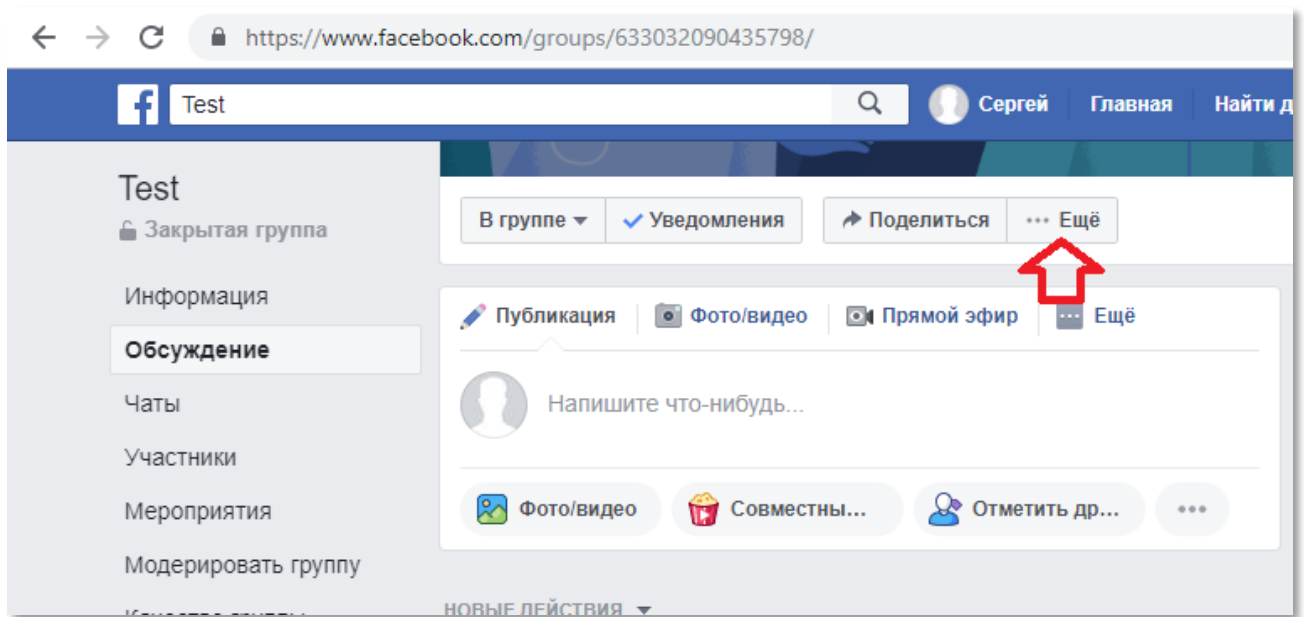 https://www.facebook.com/groups/633032090435798/
Test
Сергей
Главная
Найти д
Test
Закрытая группа
В группе
Уведомления
Поделиться
Ещё
Информация
Обсуждение
Чаты
Участники
Мероприятия
Модерировать группу
Публикация
Фото/видео
Прямой эфир
Ещё
Напишите что-нибудь...
Фото/видео
Совместны...
Отметить др...
НОВЫЕ ДЕЙСТВИЯ